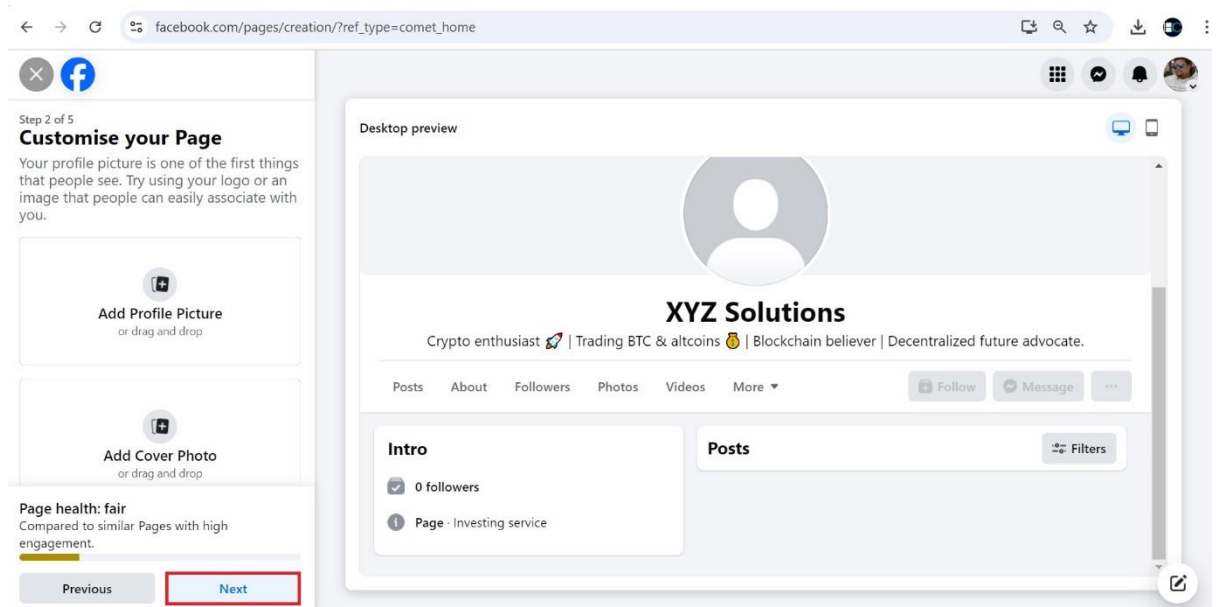 facebook.com/pages/creation/?ref_type=comet_home
Step 2 of 5
Customise your Page
Your profile picture is one of the first things
that people see. Try using your logo or an
image that people can easily associate with
you.
Add Profile Picture
or drag and drop
Add Cover Photo
or drag and drop
Page health: fair
Compared to similar Pages with high
engagement.
Previous
Next
Desktop preview
XYZ Solutions
Crypto enthusiast 🚀 | Trading BTC & altcoins 💰 | Blockchain believer | Decentralized future advocate.
Posts About Followers Photos Videos More
Follow Message
Intro
0 followers
Page · Investing service
Posts
Filters